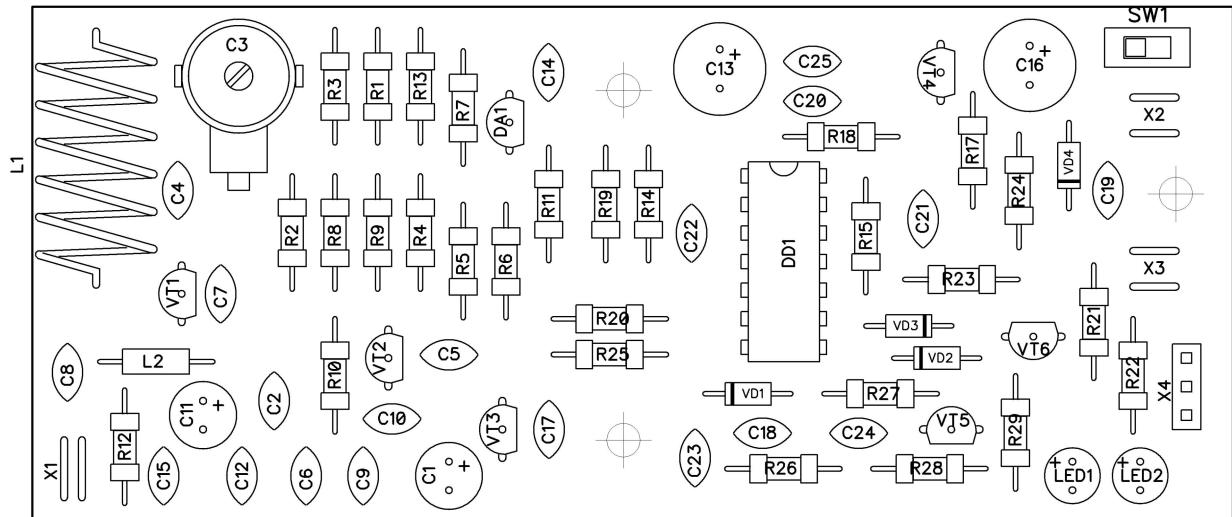 SW1
C3
C14
C13
C25
VT4
C16
R3
R1
R13
R7
DA1
C20
X2
R18
R17
VD4
L1
C4
R11
R19
R14
R24
C19
R2
R8
R9
R4
C22
R15
C21
R5
R6
DD1
X3
R23
VT1
C7
R20
R21
VD3
VT6
VT2
C5
R25
VD2
C8
L2
R10
R22
X4
C2
VD1
R27
C11
C10
VT3
C17
C18
C24
VT5
R29
R12
X1
C15
C12
C6
C9
C1
C23
R26
R28
LED1
LED2
+
+
+
+
+
+